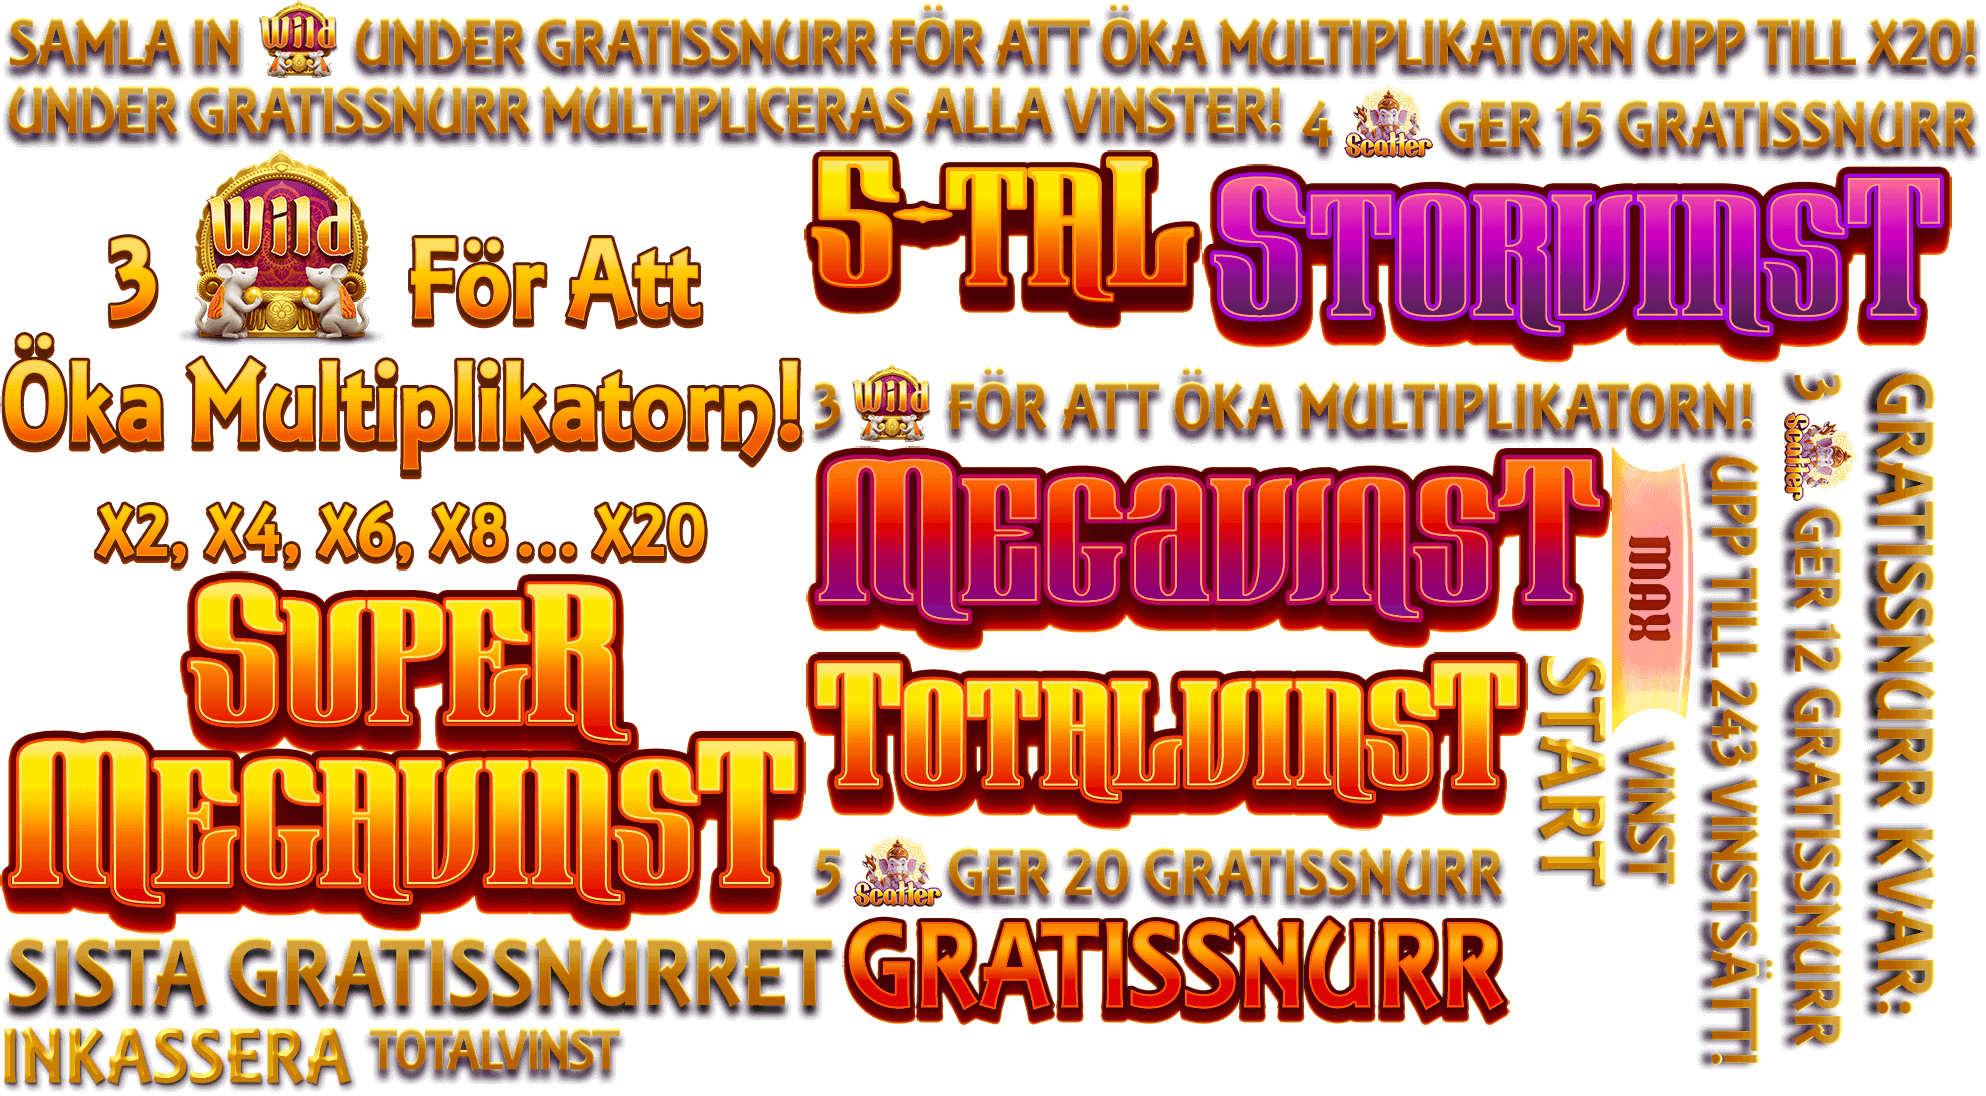 SAMLA IN Wild UNDER GRATISSNURR FÖR ATT ÖKA MULTIPLIKATORN UPP TILL X20!
UNDER GRATISSNURR MULTIPLICERAS ALLA VINSTER!
4 Scatter GER 15 GRATISSNURR
3 Wild För Att
Öka Multiplikatorn!
X2, X4, X6, X8... X20
5-TAL
STORVINST
3 Wild FÖR ATT ÖKA MULTIPLIKATORN!
MEGAVINST
SUPER
MEGAVINST
TOTALVINST
5 Scatter GER 20 GRATISSNURR
GRATISSNURR
SISTA GRATISSNURRET
INKASSERA
TOTALVINST
START
MAX
VINST
UPP TILL 243 VINSTSÄTT!
3 Scatter GER 12 GRATISSNURR
GRATISSNURR KVAR: